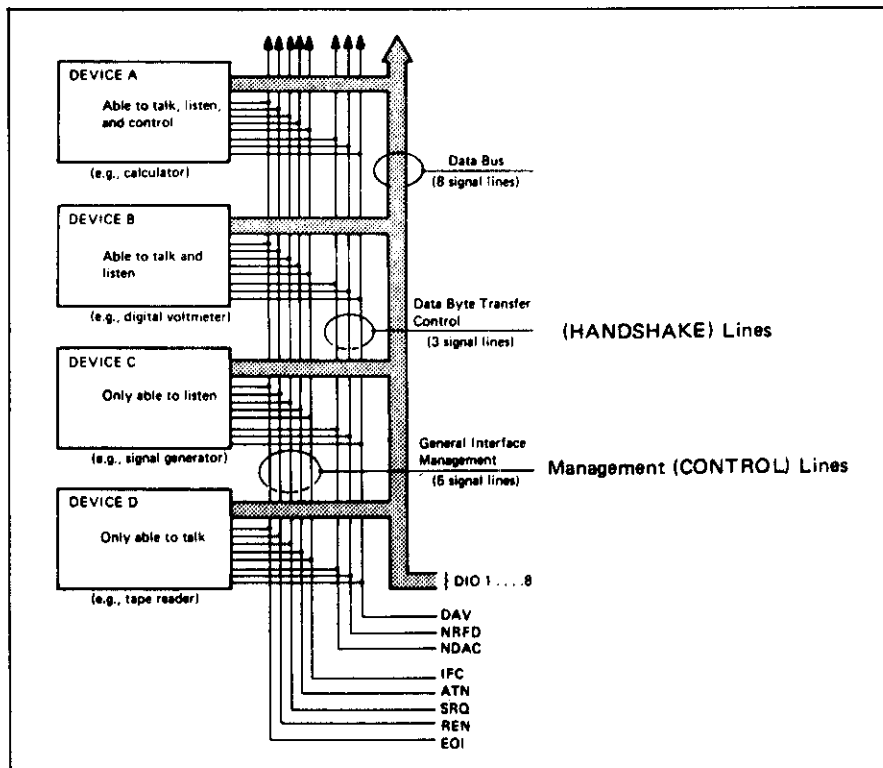 DEVICE A
Able to talk, listen,
and control
(e.g., calculator)
Data Bus
(8 signal lines)
DEVICE B
Able to talk and
listen
(e.g., digital voltmeter)
Data Byte Transfer
Control
(3 signal lines)
(HANDSHAKE) Lines
DEVICE C
Only able to listen
(e.g., signal generator)
General Interface
Management
(5 signal lines)
Management (CONTROL) Lines
DEVICE D
Only able to talk
(e.g., tape reader)
} DIO 1 . . . . 8
DAV
NRFD
NDAC
IFC
ATN
SRQ
REN
EOI